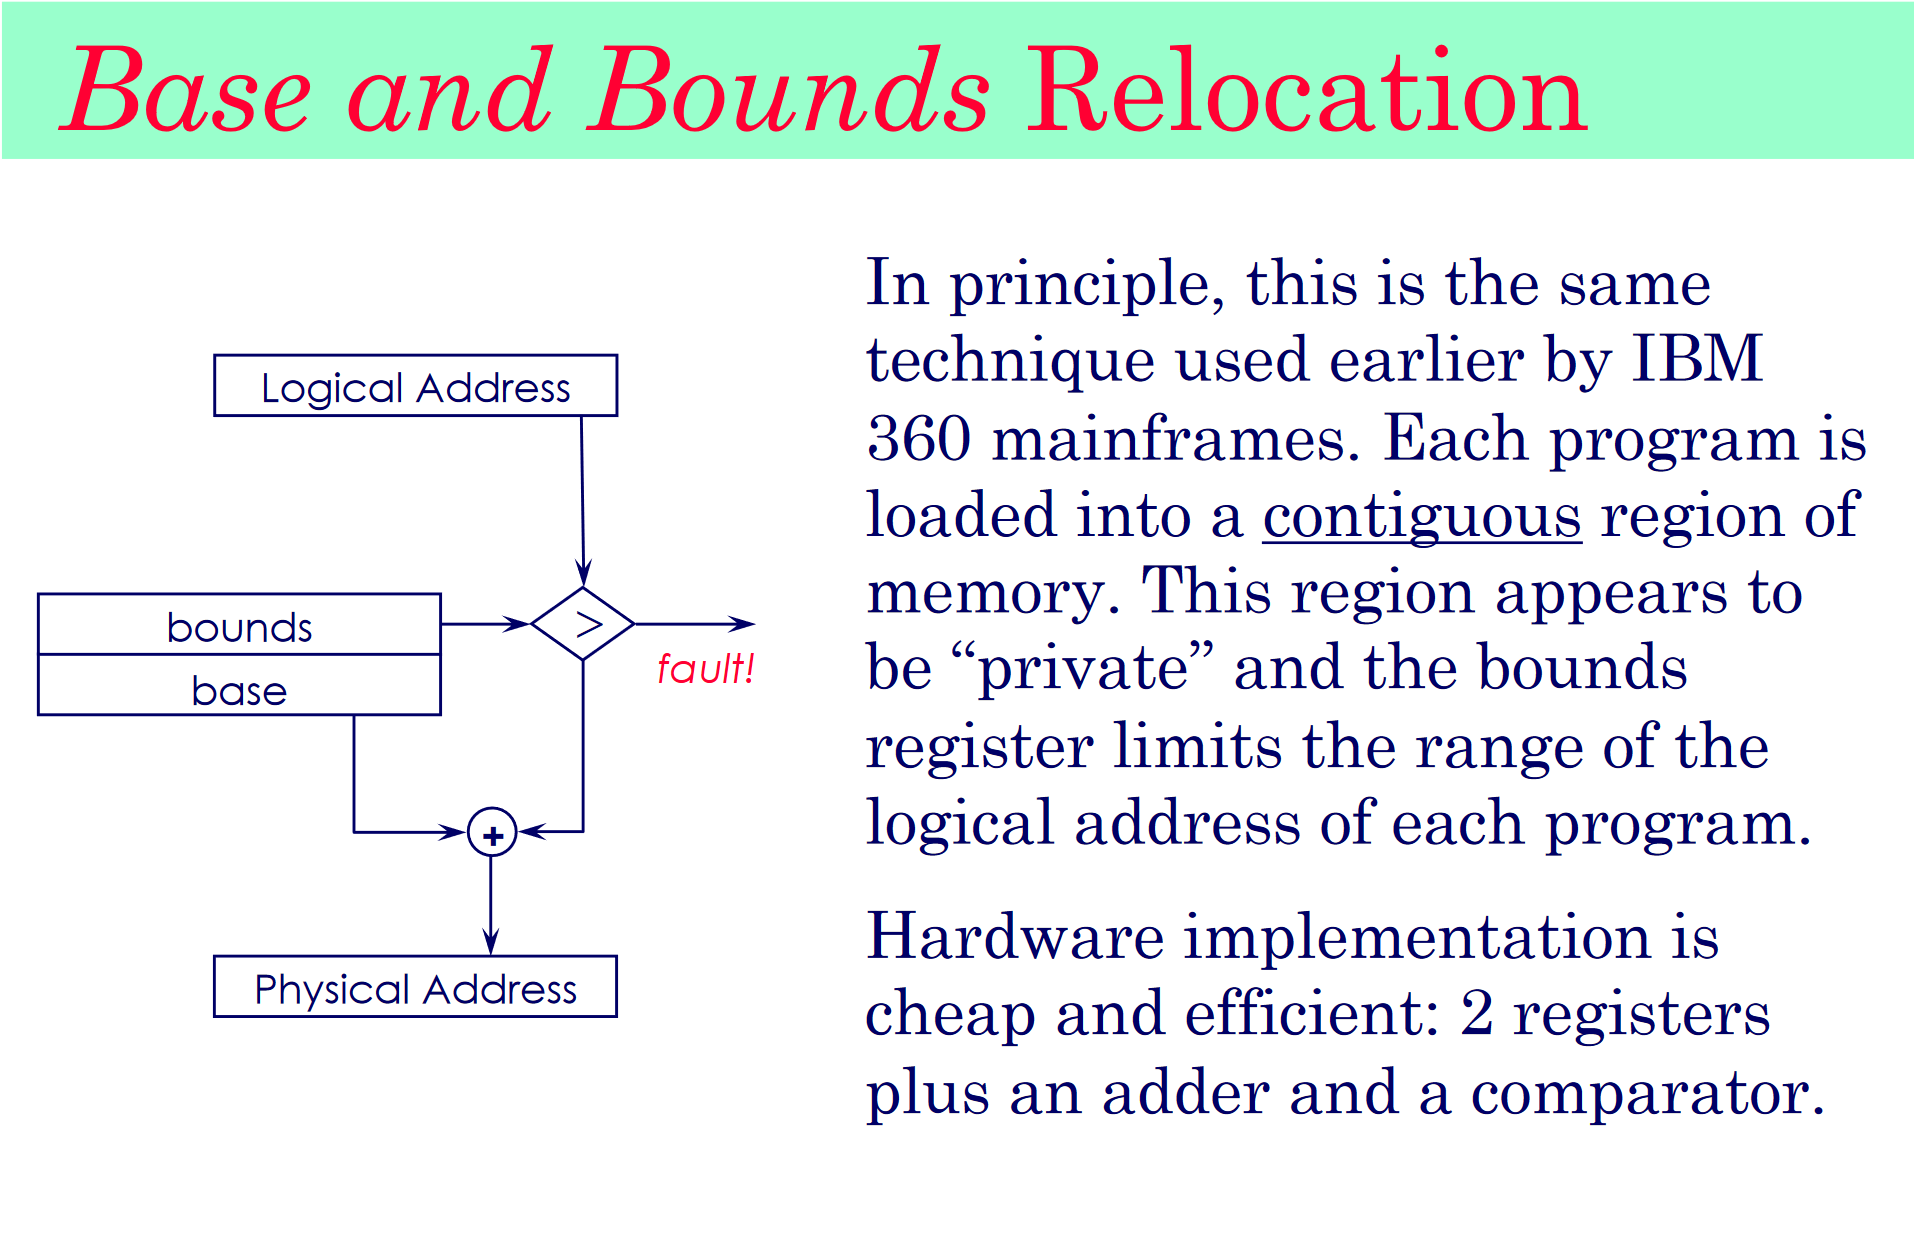 Base and Bounds Relocation
Logical Address
bounds
base
>
fault!
+
Physical Address
In principle, this is the same
technique used earlier by IBM
360 mainframes. Each program is
loaded into a contiguous region of
memory. This region appears to
be “private” and the bounds
register limits the range of the
logical address of each program.
Hardware implementation is
cheap and efficient: 2 registers
plus an adder and a comparator.